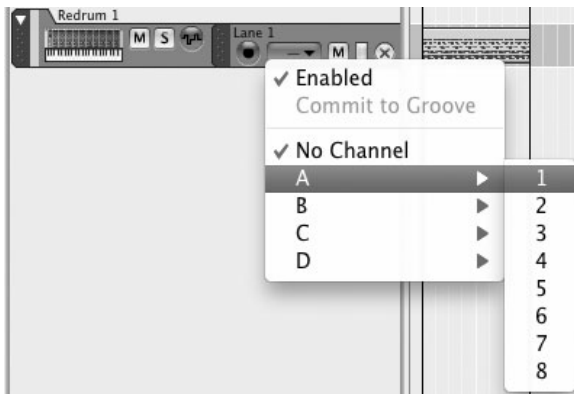 Redrum 1
M S
Lane 1
— M
✓ Enabled
Commit to Groove
✓ No Channel
A
B
C
D
1
2
3
4
5
6
7
8